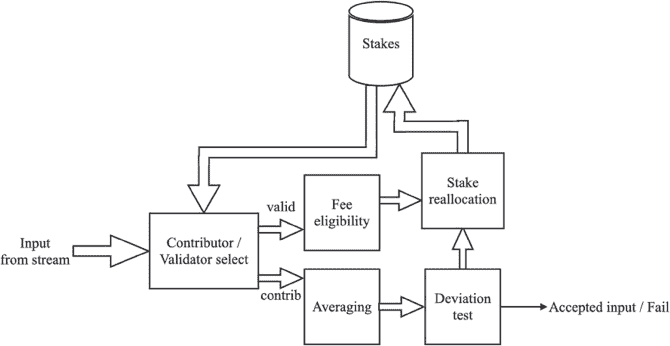 Stakes
valid
Fee
eligibility
Stake
reallocation
Input
from stream
Contributor /
Validator select
contrib
Averaging
Deviation
test
Accepted input / Fail